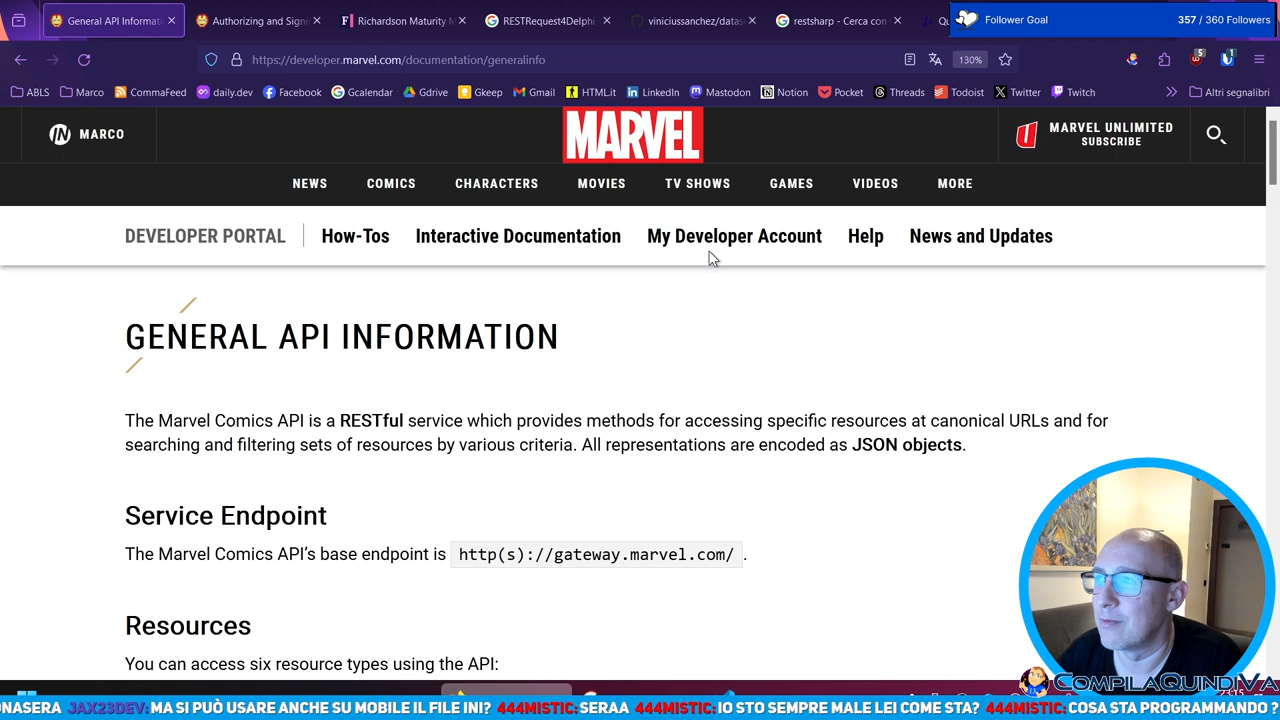 General API Informati
Authorizing and Signi
Richardson Maturity M
RESTRequest4Delphi
viniciussanchez/datas
restsharp - Cerca con
Qu
Follower Goal
357 / 360 Followers
https://developer.marvel.com/documentation/generalinfo
130%
5
1
ABLS
Marco
CommaFeed
daily.dev
Facebook
Gcalendar
Gdrive
Gkeep
Gmail
HTML.it
LinkedIn
Mastodon
Notion
Pocket
Threads
Todoist
Twitter
Twitch
Altri segnalibri
IN MARCO
MARVEL
MARVEL UNLIMITED
SUBSCRIBE
NEWS
COMICS
CHARACTERS
MOVIES
TV SHOWS
GAMES
VIDEOS
MORE
DEVELOPER PORTAL
How-Tos
Interactive Documentation
My Developer Account
Help
News and Updates
GENERAL API INFORMATION
The Marvel Comics API is a RESTful service which provides methods for accessing specific resources at canonical URLs and for
searching and filtering sets of resources by various criteria. All representations are encoded as JSON objects.
Service Endpoint
The Marvel Comics API’s base endpoint is http(s)://gateway.marvel.com/ .
Resources
You can access six resource types using the API:
COMPILAQUINDIVA
NASERA JAX23DEV: MA SI PUÒ USARE ANCHE SU MOBILE IL FILE INI? 444MISTIC: SERAA 444MISTIC: IO STO SEMPRE MALE LEI COME STA? 444MISTIC: COSA STA PROGRAMMANDO ?